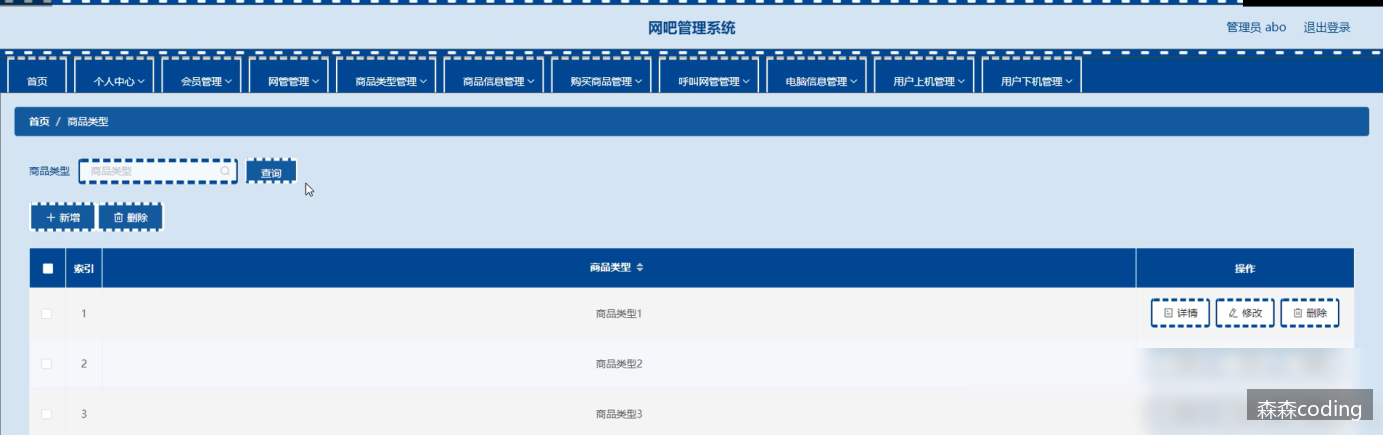 网吧管理系统
管理员 abo 退出登录
首页 个人中心 会员管理 网管管理 商品类型管理 商品信息管理 购买商品管理 呼叫网管管理 电脑信息管理 用户上机管理 用户下机管理
首页 / 商品类型
商品类型 商品类型 查询
新增 删除
索引 商品类型 操作
1 商品类型1 详情 修改 删除
2 商品类型2
3 商品类型3
森森coding